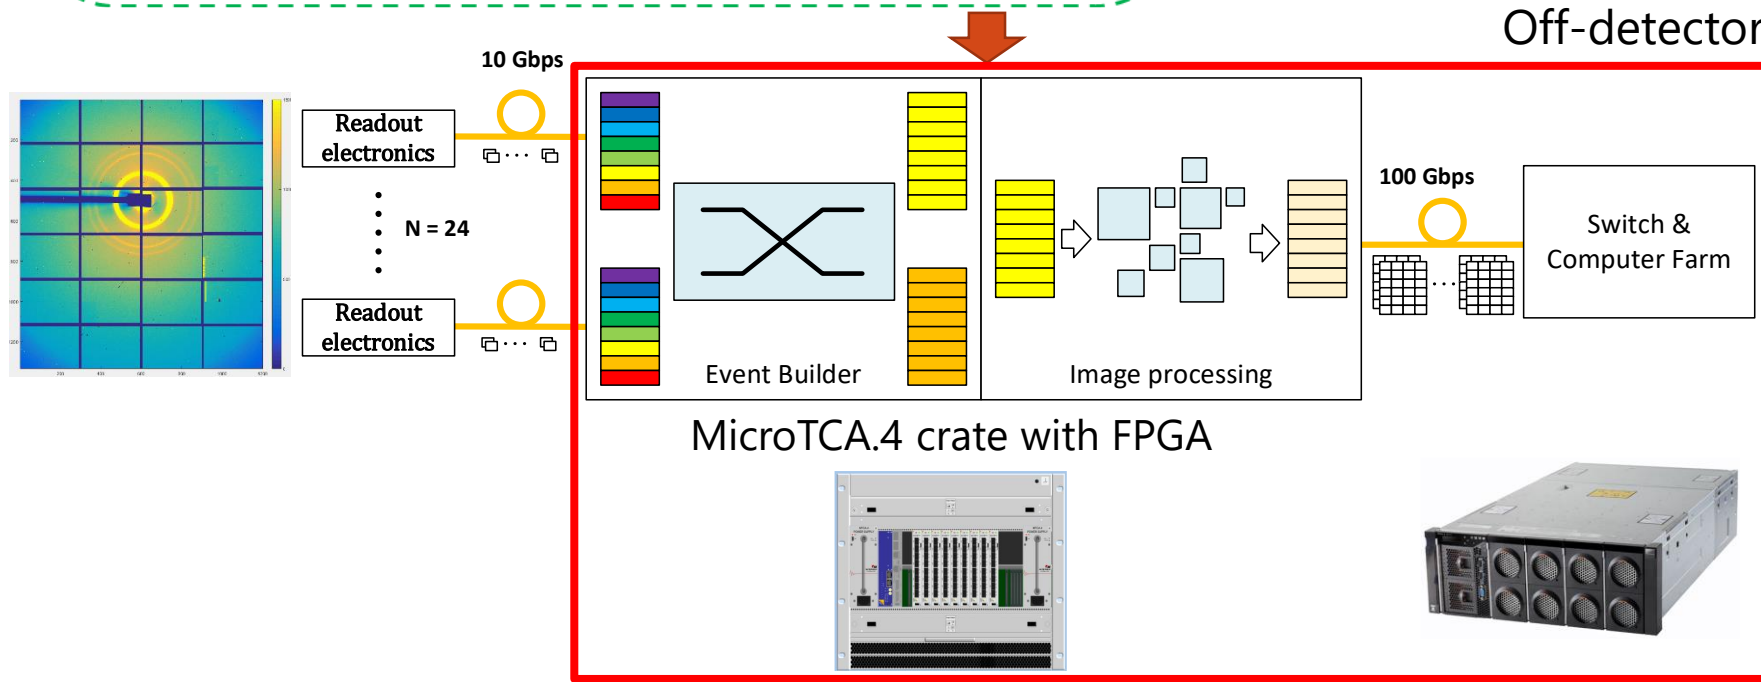 Off-detector
10 Gbps
100 Gbps
Readout
electronics
N = 24
Readout
electronics
Switch &
Computer Farm
Event Builder
Image processing
MicroTCA.4 crate with FPGA